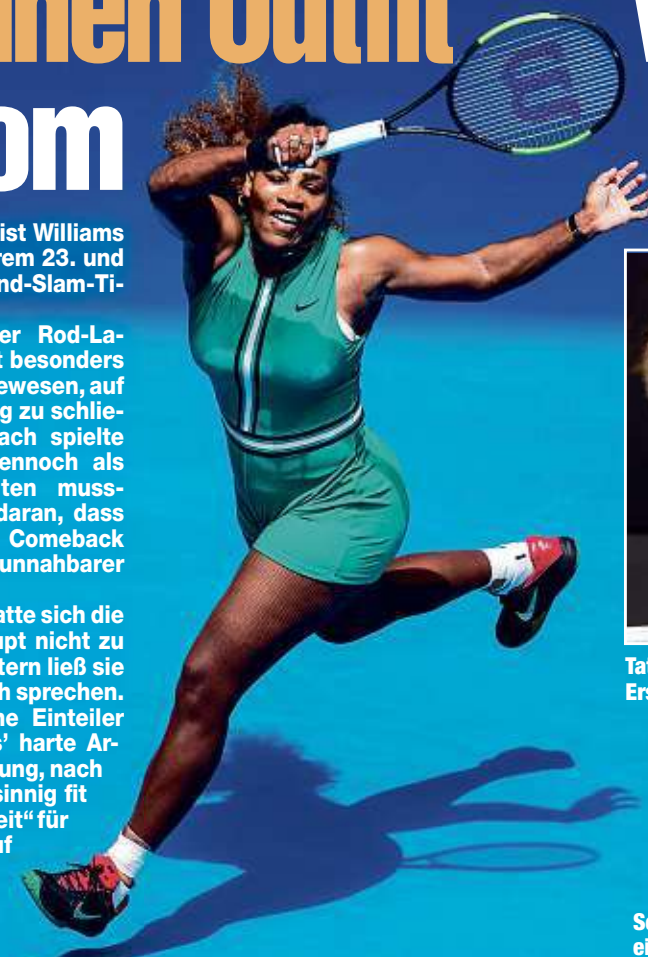 nen Outfit
om
ist Williams
rem 23. und
nd-Slam-Ti-
er Rod-La-
t besonders
ewesen, auf
g zu schlie-
ach spielte
ennoch als
ten muss-
daran, dass
Comeback
unnahbarer
atte sich die
upt nicht zu
tern ließ sie
h sprechen.
ne Einteiler
s’ harte Ar-
ung, nach
sinnig fit
eit“ für
uf
W
Tat
Ers
Se
ei